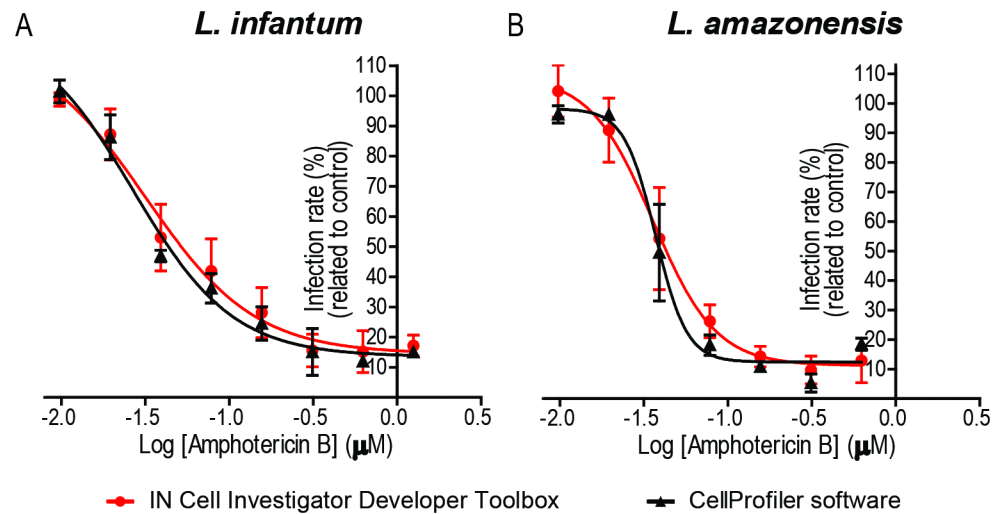 A
L. infantum
110
100
90
80
70
60
50
40
30
20
10
Infection rate (%)
(related to control)
-2.0 -1.5 -1.0 -0.5 0.0 0.5
Log [Amphotericin B] (μM)
B
L. amazonensis
110
100
90
80
70
60
50
40
30
20
10
Infection rate (%)
(related to control)
-2.0 -1.5 -1.0 -0.5 0.0 0.5
Log [Amphotericin B] (μM)
IN Cell Investigator Developer Toolbox
CellProfiler software